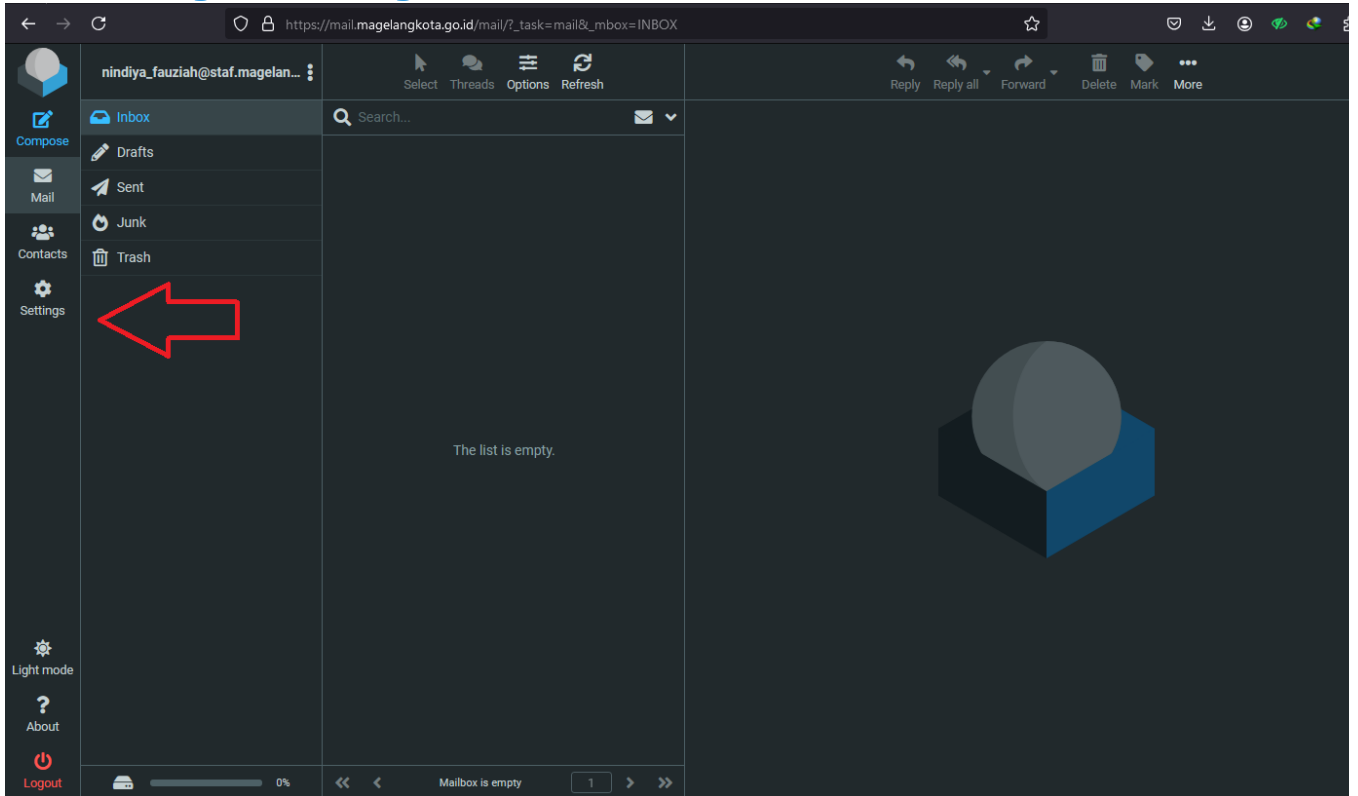 https://mail.magelangkota.go.id/mail/?_task=mail&_mbox=INBOX
nindiya_fauziah@staf.magelan...
Select Threads Options Refresh
Reply Reply all Forward Delete Mark More
Compose
Mail
Contacts
Settings
Light mode
About
Logout
Inbox
Drafts
Sent
Junk
Trash
0%
Search...
The list is empty.
Mailbox is empty 1